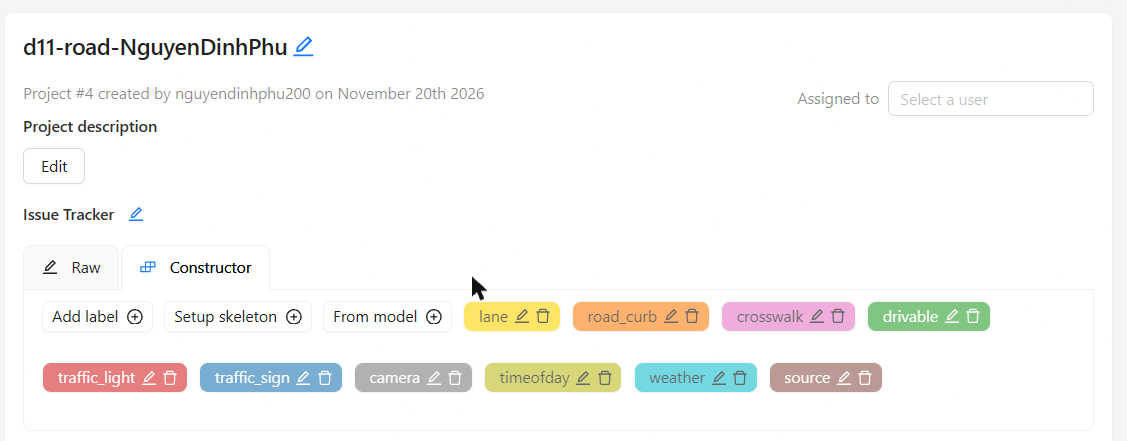 d11-road-NguyenDinhPhu
Project #4 created by nguyendinhphu200 on November 20th 2026
Assigned to Select a user
Project description
Edit
Issue Tracker
Raw Constructor
Add label Setup skeleton From model lane road_curb crosswalk drivable
traffic_light traffic_sign camera timeofday weather source